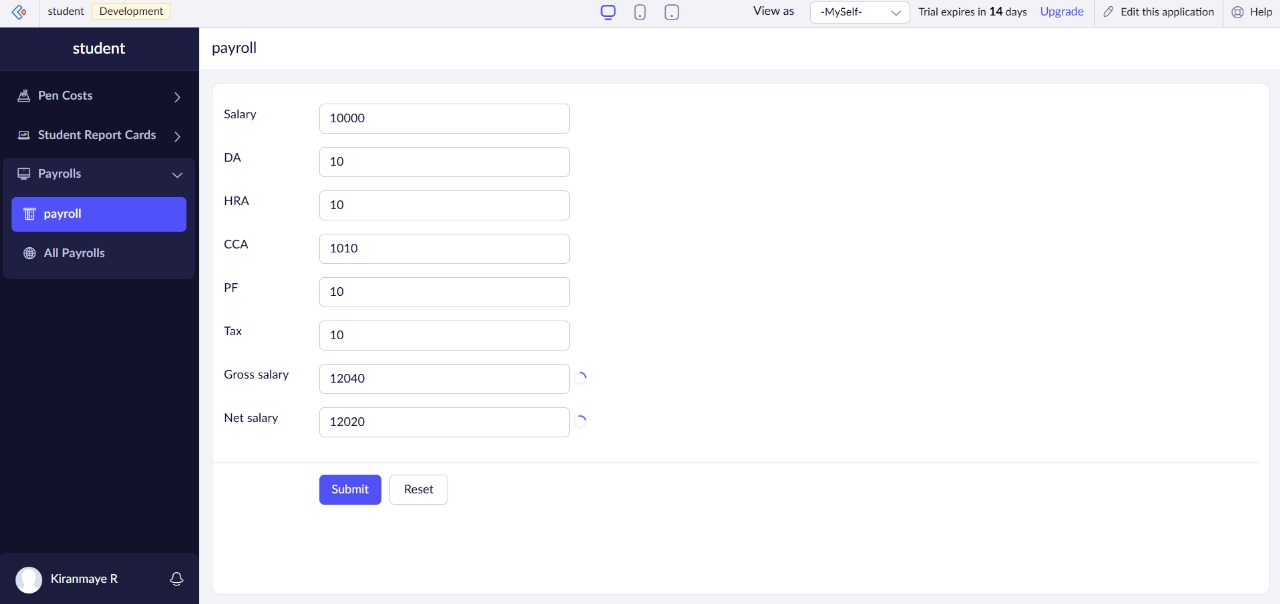 student Development View as -MySelf- Trial expires in 14 days Upgrade Edit this application Help
student
payroll
Pen Costs
Student Report Cards
Payrolls
payroll
All Payrolls
Salary 10000
DA 10
HRA 10
CCA 1010
PF 10
Tax 10
Gross salary 12040
Net salary 12020
Submit Reset
Kiranmaye R